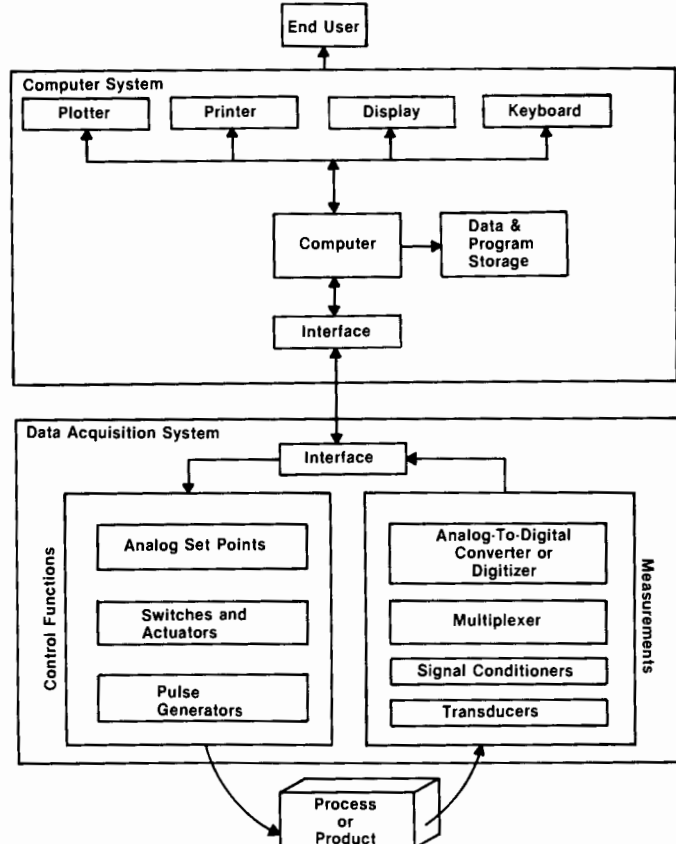 End User
Computer System
Plotter
Printer
Display
Keyboard
Computer
Data &
Program
Storage
Interface
Data Acquisition System
Interface
Control Functions
Analog Set Points
Switches and
Actuators
Pulse
Generators
Analog-To-Digital
Converter or
Digitizer
Multiplexer
Signal Conditioners
Transducers
Measurements
Process
or
Product